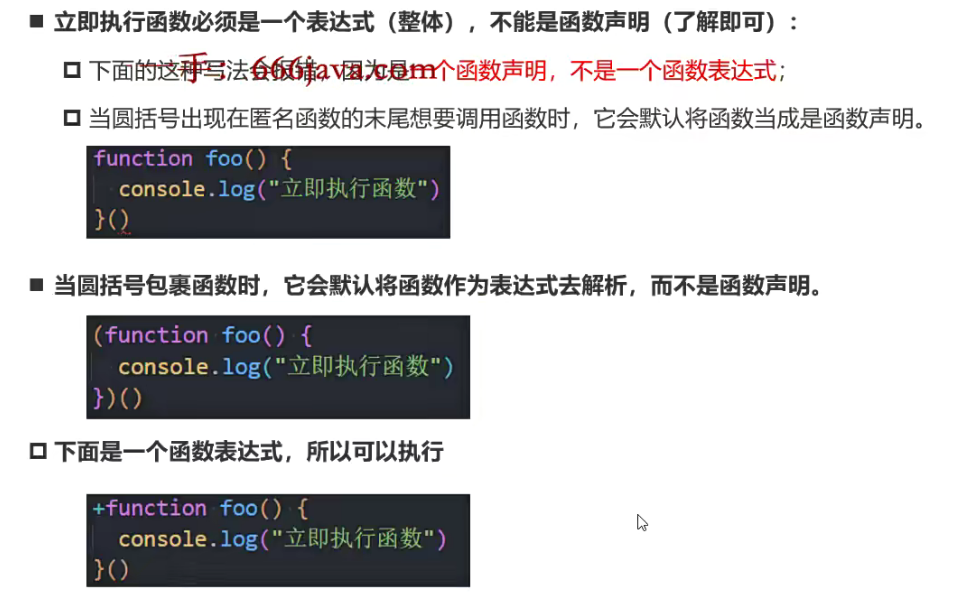 ■ 立即执行函数必须是一个表达式（整体），不能是函数声明（了解即可）：
下面的这种写法会报错，因为是一个函数声明，不是一个函数表达式；
一手：666java.com
当圆括号出现在匿名函数的末尾想要调用函数时，它会默认将函数当成是函数声明。
function foo() {
console.log("立即执行函数")
}()
■ 当圆括号包裹函数时，它会默认将函数作为表达式去解析，而不是函数声明。
(function foo() {
console.log("立即执行函数")
})()
下面是一个函数表达式，所以可以执行
+function foo() {
console.log("立即执行函数")
}()